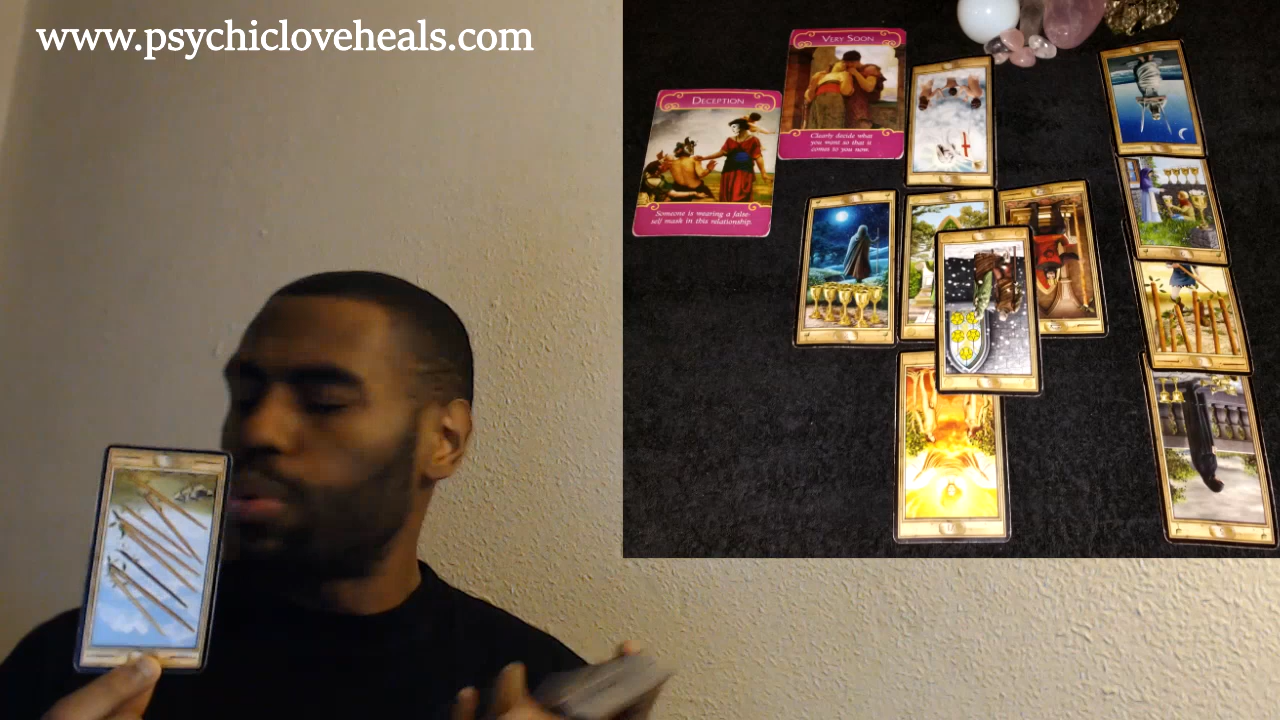 www.psychicloveheals.com
VERY SOON
Clearly decide what
you want so that it
comes to you now.
DECEPTION
Someone is wearing a false-
self mask in this relationship.